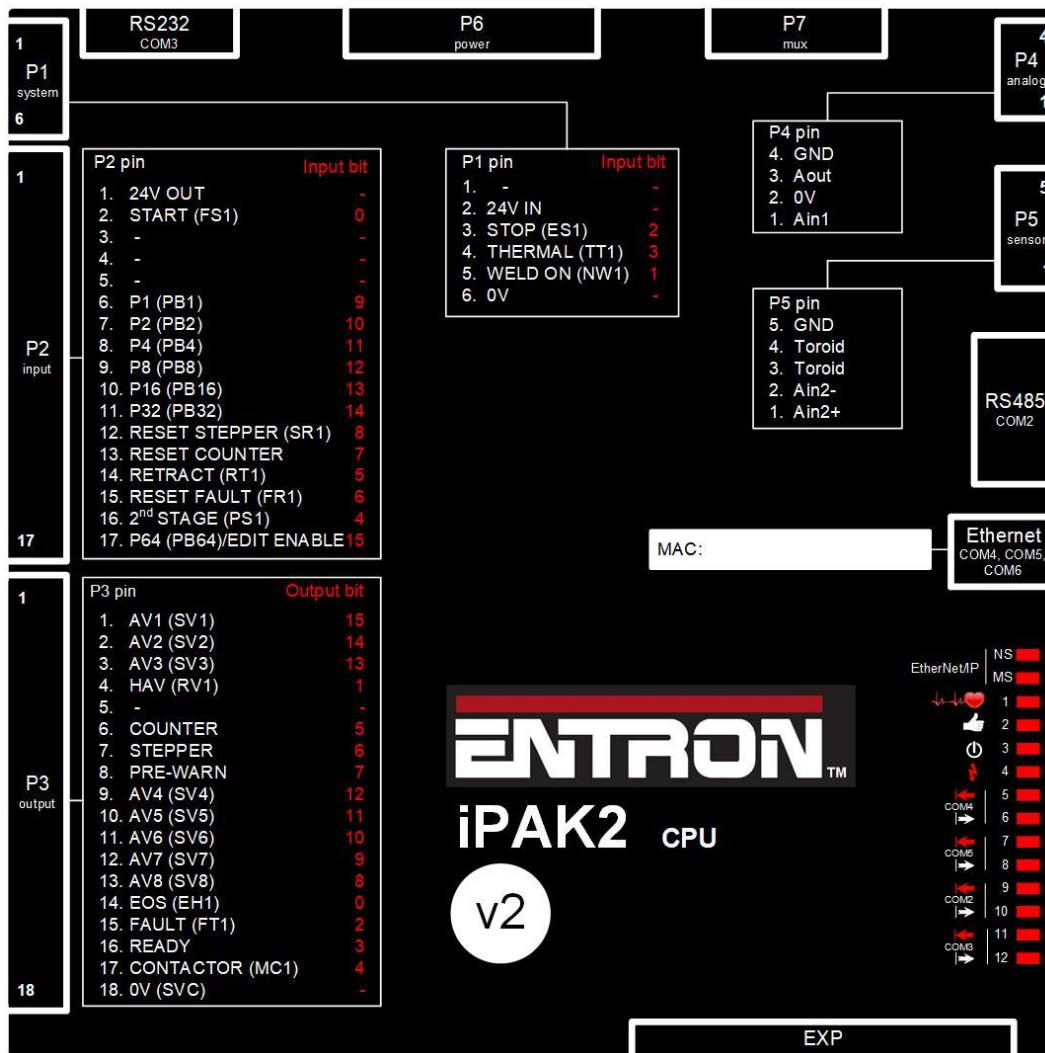 RS232
COM3
P6
power
P7
mux
1
P1
system
6
4
P4
analog
1
P4 pin
4. GND
3. Aout
2. 0V
1. Ain1
1
P2
input
17
P2 pin Input bit
1. 24V OUT -
2. START (FS1) 0
3. - -
4. - -
5. - -
6. P1 (PB1) 9
7. P2 (PB2) 10
8. P4 (PB4) 11
9. P8 (PB8) 12
10. P16 (PB16) 13
11. P32 (PB32) 14
12. RESET STEPPER (SR1) 8
13. RESET COUNTER 7
14. RETRACT (RT1) 5
15. RESET FAULT (FR1) 6
16. 2nd STAGE (PS1) 4
17. P64 (PB64)/EDIT ENABLE 15
P1 pin Input bit
1. - -
2. 24V IN -
3. STOP (ES1) 2
4. THERMAL (TT1) 3
5. WELD ON (NW1) 1
6. 0V -
5
P5
sensor
1
P5 pin
5. GND
4. Toroid
3. Toroid
2. Ain2-
1. Ain2+
RS485
COM2
MAC:
Ethernet
COM4, COM5,
COM6
1
P3
output
18
P3 pin Output bit
1. AV1 (SV1) 15
2. AV2 (SV2) 14
3. AV3 (SV3) 13
4. HAV (RV1) 1
5. - -
6. COUNTER 5
7. STEPPER 6
8. PRE-WARN 7
9. AV4 (SV4) 12
10. AV5 (SV5) 11
11. AV6 (SV6) 10
12. AV7 (SV7) 9
13. AV8 (SV8) 8
14. EOS (EH1) 0
15. FAULT (FT1) 2
16. READY 3
17. CONTACTOR (MC1) 4
18. 0V (SVC) -
ENTRON TM
iPAK2 CPU
v2
EtherNet/IP
NS
MS
1
2
3
4
COM4
5
6
COM5
7
8
COM2
9
10
COM3
11
12
EXP